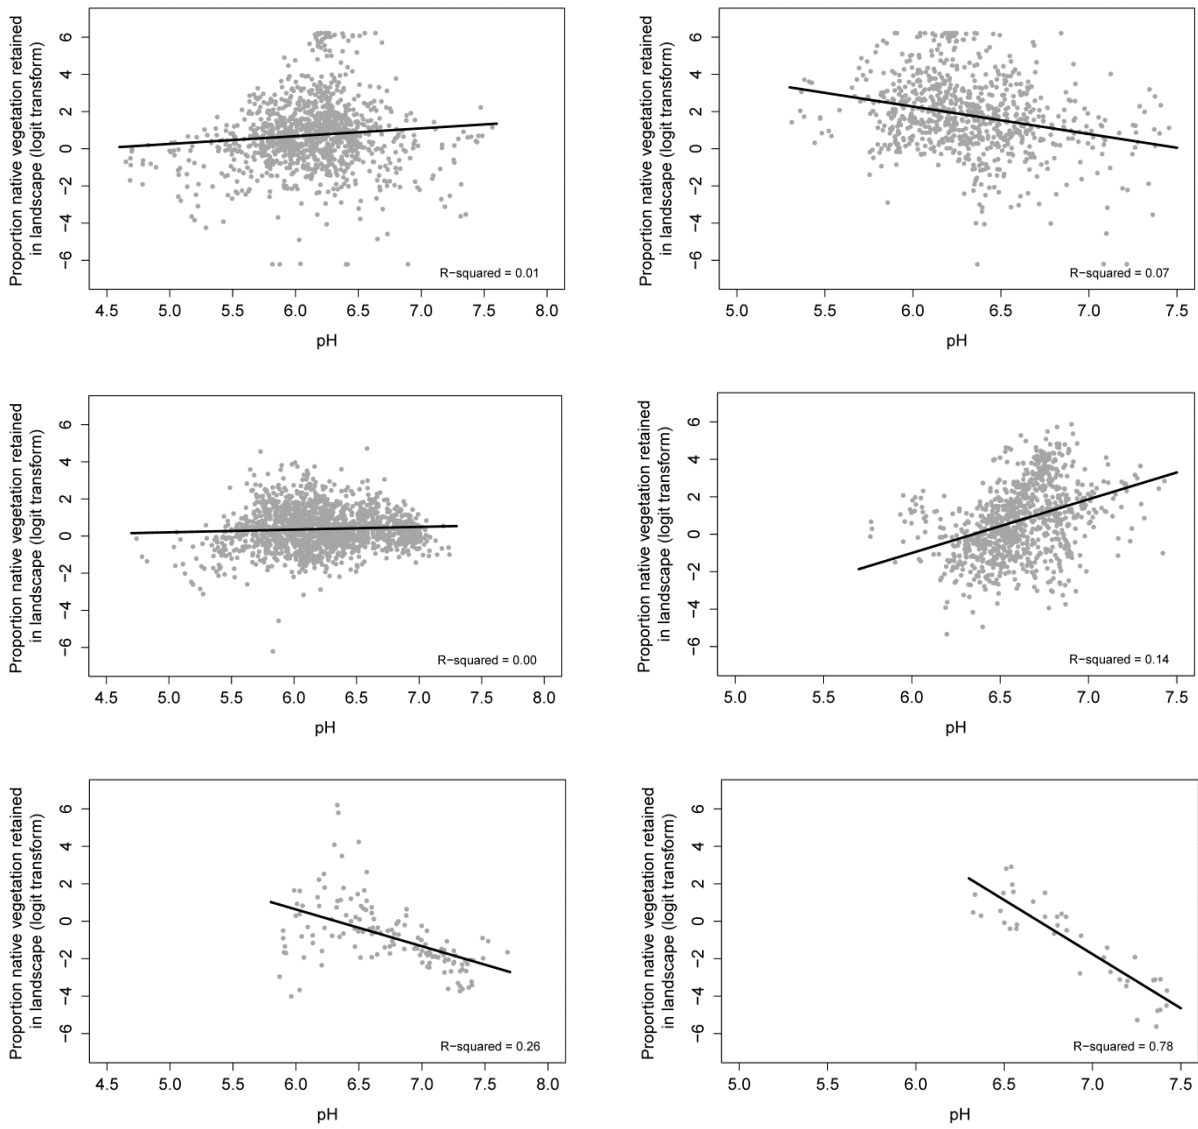 Proportion native vegetation retained
in landscape (logit transform)
6
4
2
0
−2
−4
−6
R−squared = 0.01
4.5 5.0 5.5 6.0 6.5 7.0 7.5 8.0
pH
Proportion native vegetation retained
in landscape (logit transform)
6
4
2
0
−2
−4
−6
R−squared = 0.07
5.0 5.5 6.0 6.5 7.0 7.5
pH
Proportion native vegetation retained
in landscape (logit transform)
6
4
2
0
−2
−4
−6
R−squared = 0.00
4.5 5.0 5.5 6.0 6.5 7.0 7.5 8.0
pH
Proportion native vegetation retained
in landscape (logit transform)
6
4
2
0
−2
−4
−6
R−squared = 0.14
5.0 5.5 6.0 6.5 7.0 7.5
pH
Proportion native vegetation retained
in landscape (logit transform)
6
4
2
0
−2
−4
−6
R−squared = 0.26
4.5 5.0 5.5 6.0 6.5 7.0 7.5 8.0
pH
Proportion native vegetation retained
in landscape (logit transform)
6
4
2
0
−2
−4
−6
R−squared = 0.78
5.0 5.5 6.0 6.5 7.0 7.5
pH